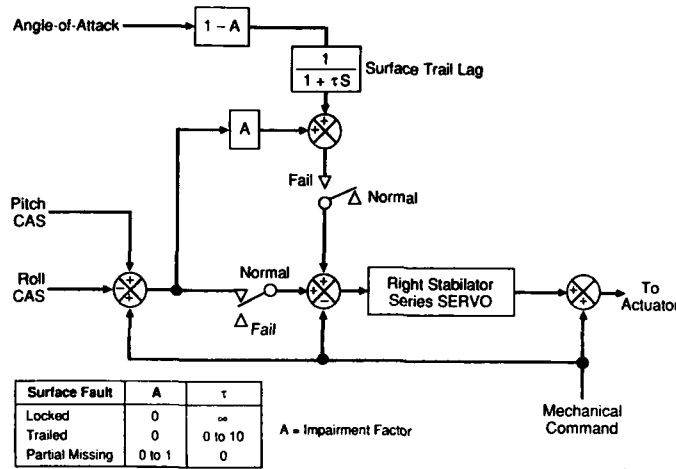 Angle-of-Attack
1 – A
1
1 + τS
Surface Trail Lag
A
+
+
Fail
Normal
Pitch
CAS
Roll
CAS
+
–
+
Normal
Fail
+
+
–
Right Stabilator
Series SERVO
+
+
To
Actuator
Mechanical
Command
Surface Fault A τ
Locked 0 ∞
Trailed 0 0 to 10
Partial Missing 0 to 1 0
A = Impairment Factor